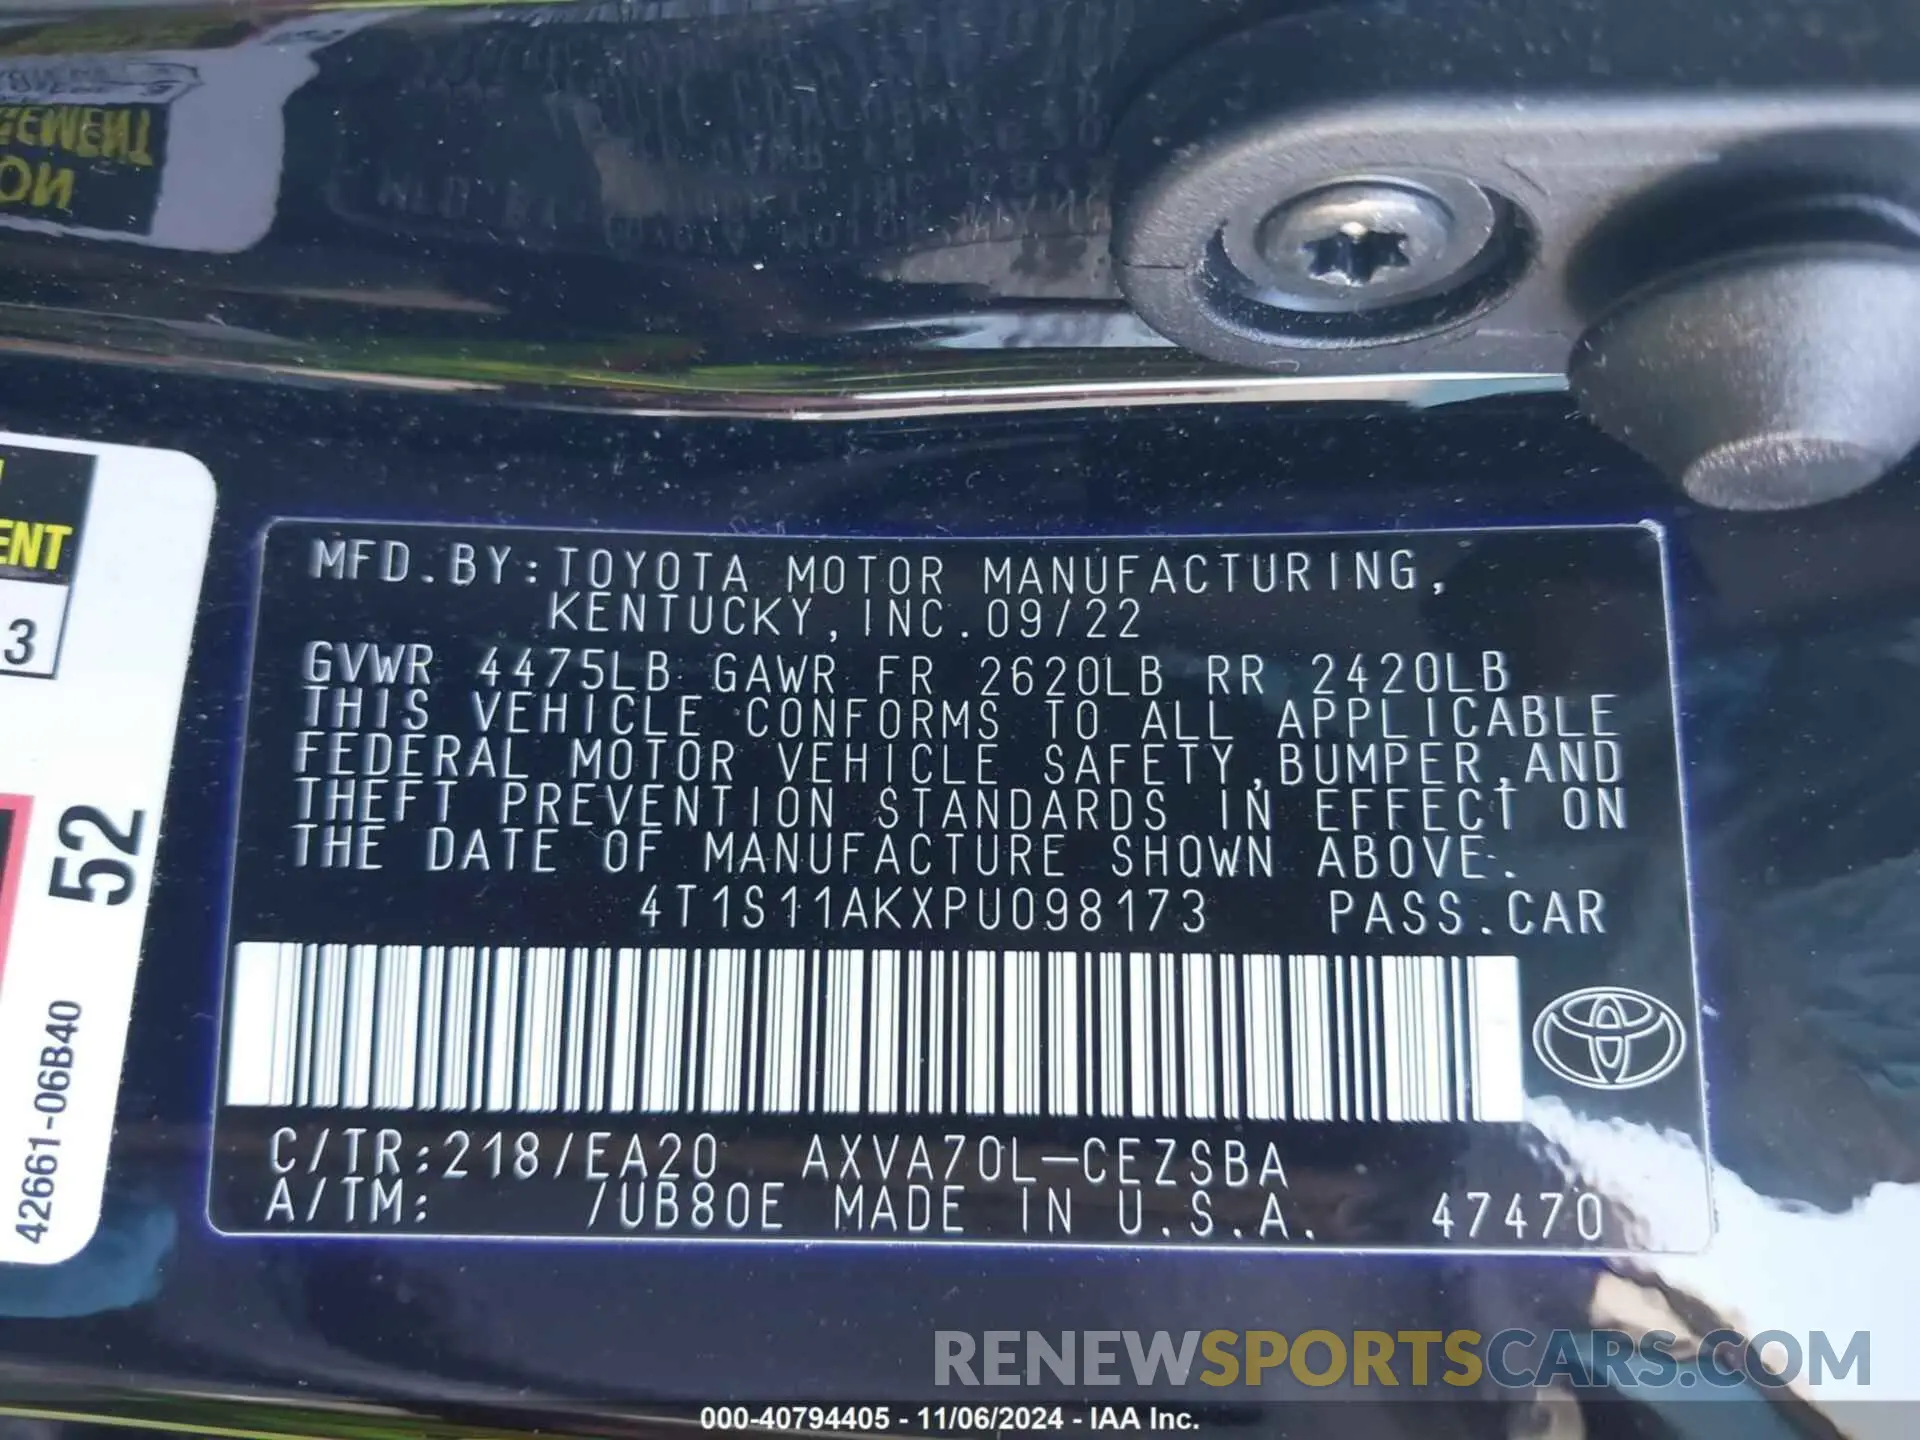 ENT
3
52
42661-06B40
MFD.BY:TOYOTA MOTOR MANUFACTURING,
KENTUCKY,INC.09/22
GVWR 4475LB GAWR FR 2620LB RR 2420LB
THIS VEHICLE CONFORMS TO ALL APPLICABLE
FEDERAL MOTOR VEHICLE SAFETY,BUMPER,AND
THEFT PREVENTION STANDARDS IN EFFECT ON
THE DATE OF MANUFACTURE SHOWN ABOVE.
4T1S11AKXPU098173 PASS.CAR
C/TR:218/EA20 AXVA70L-CEZSBA
A/TM: /UB80E MADE IN U.S.A. 47470
RENEWSPORTSCARS.COM
000-40794405 - 11/06/2024 - IAA Inc.